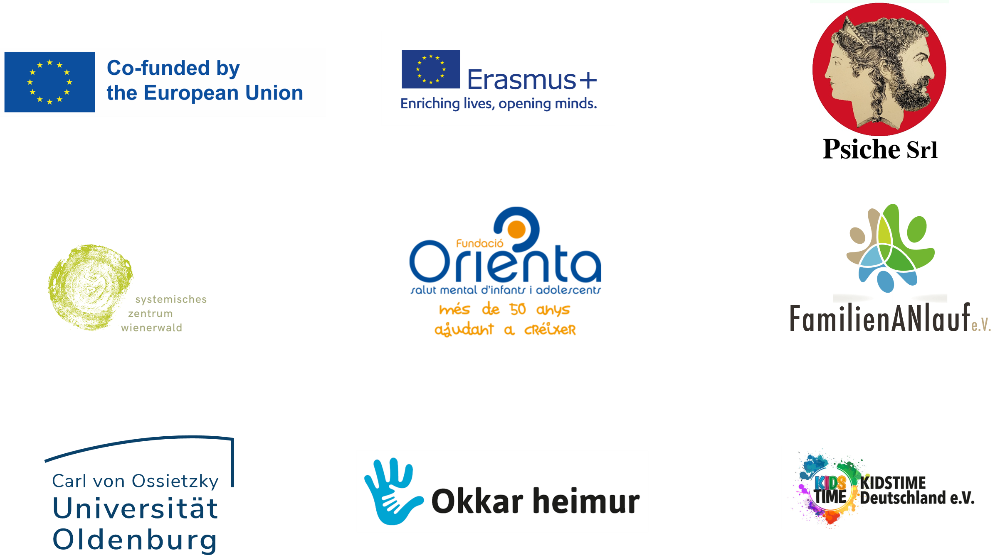 Co-funded by
the European Union
Erasmus+
Enriching lives, opening minds.
Psiche Srl
systemisches
zentrum
wienerwald
Fundació
Orienta
salut mental d'infants i adolescents
més de 50 anys
ajudant a créixer
FamilienANlauf e.V.
Carl von Ossietzky
Universität
Oldenburg
Okkar heimur
KIDS
TIME
KIDSTIME
Deutschland e.V.